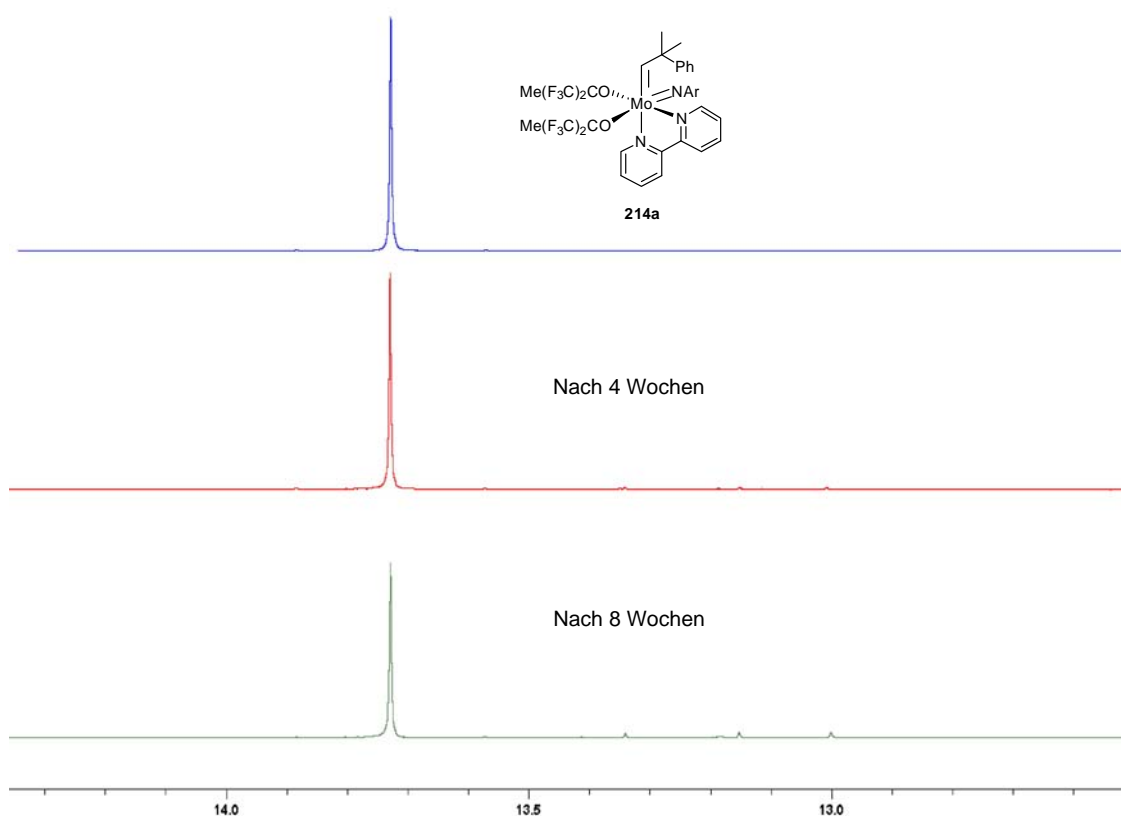 Ph
Me(F₃C)₂CO
NAr
Mo
Me(F₃C)₂CO
N
N
214a
Nach 4 Wochen
Nach 8 Wochen
14.0 13.5 13.0